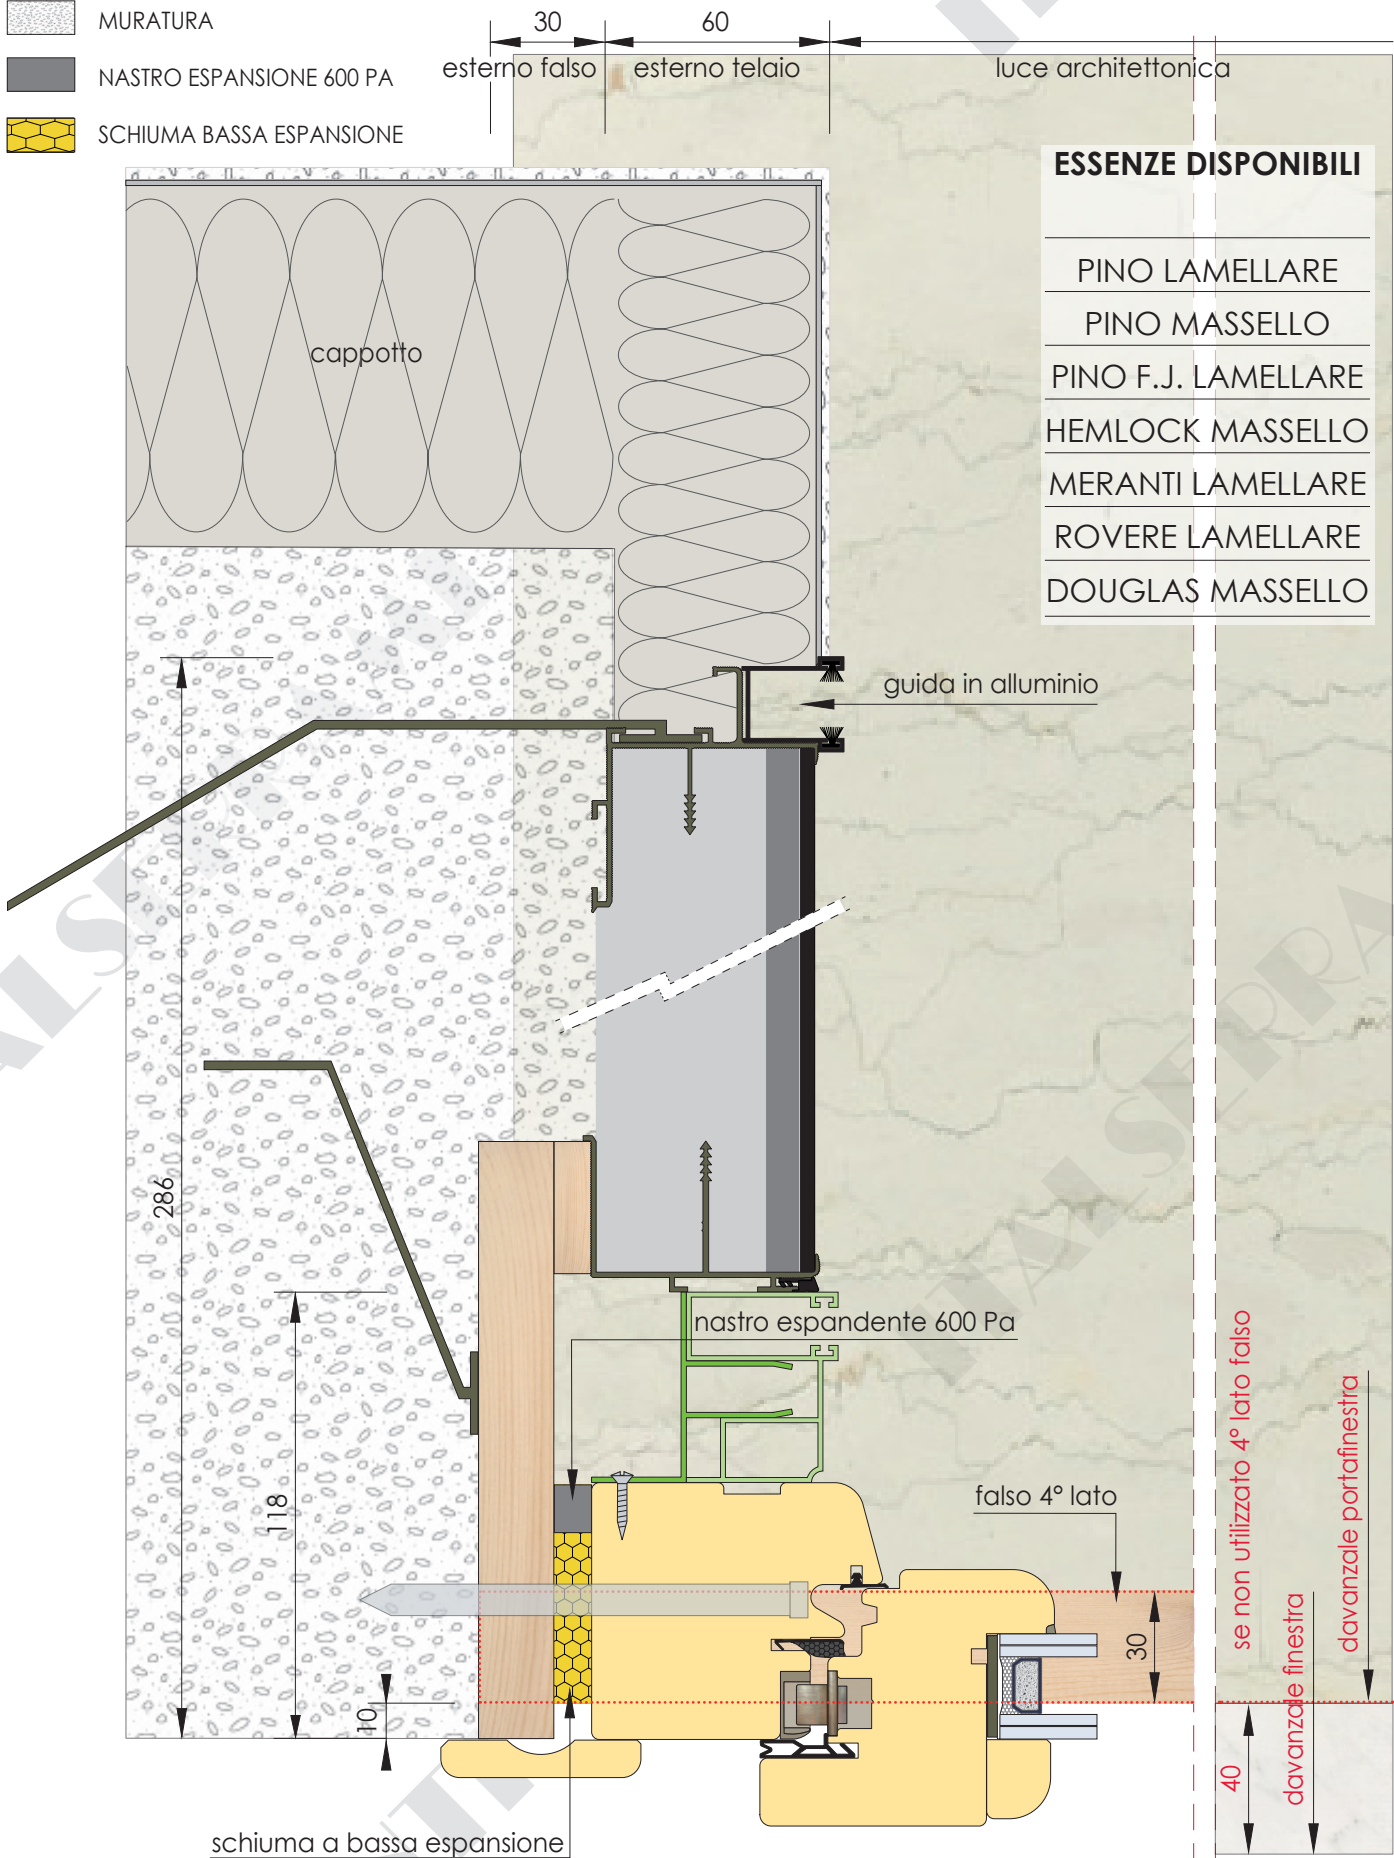 MURATURA
NASTRO ESPANSIONE 600 PA
SCHIUMA BASSA ESPANSIONE
30
60
esterno falso
esterno telaio
luce architettonica
ESSENZE DISPONIBILI
PINO LAMELLARE
PINO MASSELLO
PINO F.J. LAMELLARE
HEMLOCK MASSELLO
MERANTI LAMELLARE
ROVERE LAMELLARE
DOUGLAS MASSELLO
cappotto
guida in alluminio
286
nastro espandente 600 Pa
118
falso 4° lato
30
10
se non utilizzato 4° lato falso
davanzale portafinestra
davanzale finestra
40
schiuma a bassa espansione
ITALSERRA